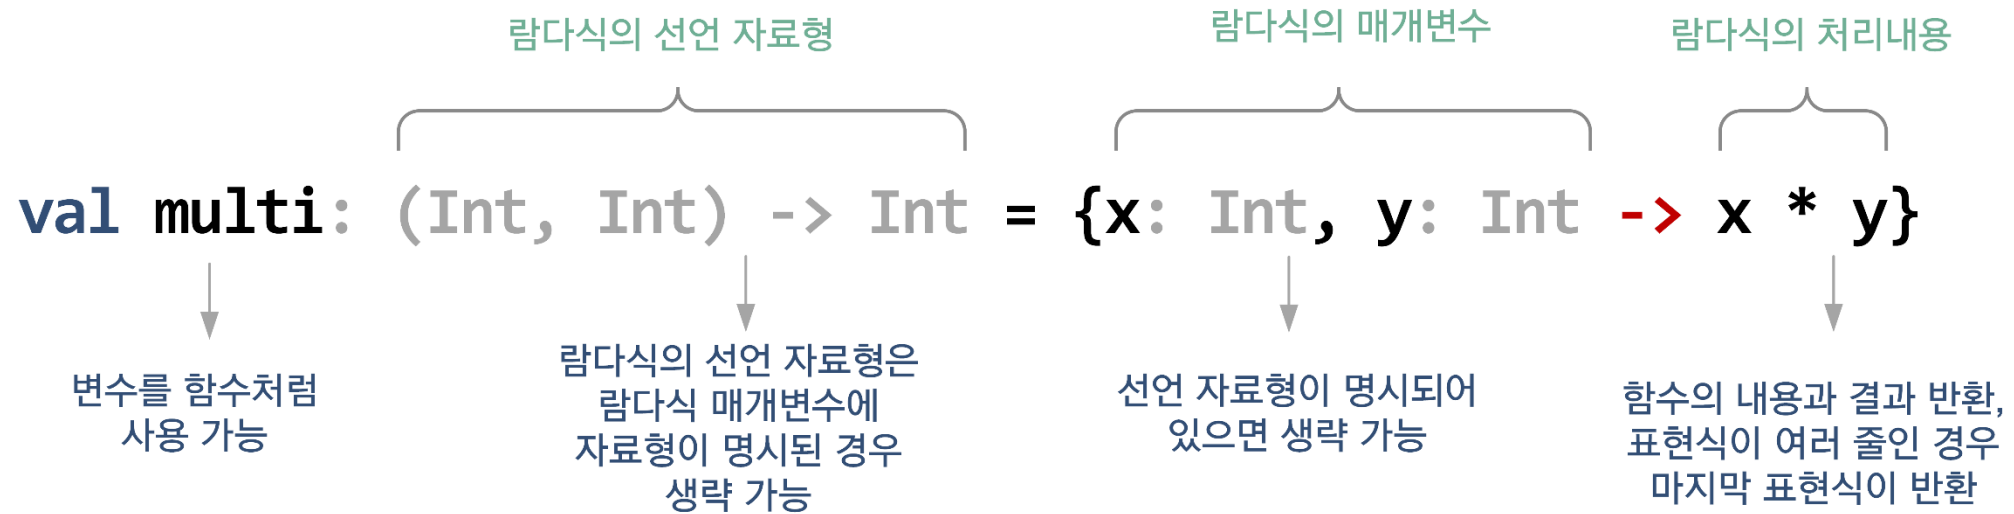 람다식의 선언 자료형
람다식의 매개변수
람다식의 처리내용
val multi: (Int, Int) -> Int = {x: Int, y: Int -> x * y}
변수를 함수처럼
사용 가능
람다식의 선언 자료형은
람다식 매개변수에
자료형이 명시된 경우
생략 가능
선언 자료형이 명시되어
있으면 생략 가능
함수의 내용과 결과 반환,
표현식이 여러 줄인 경우
마지막 표현식이 반환